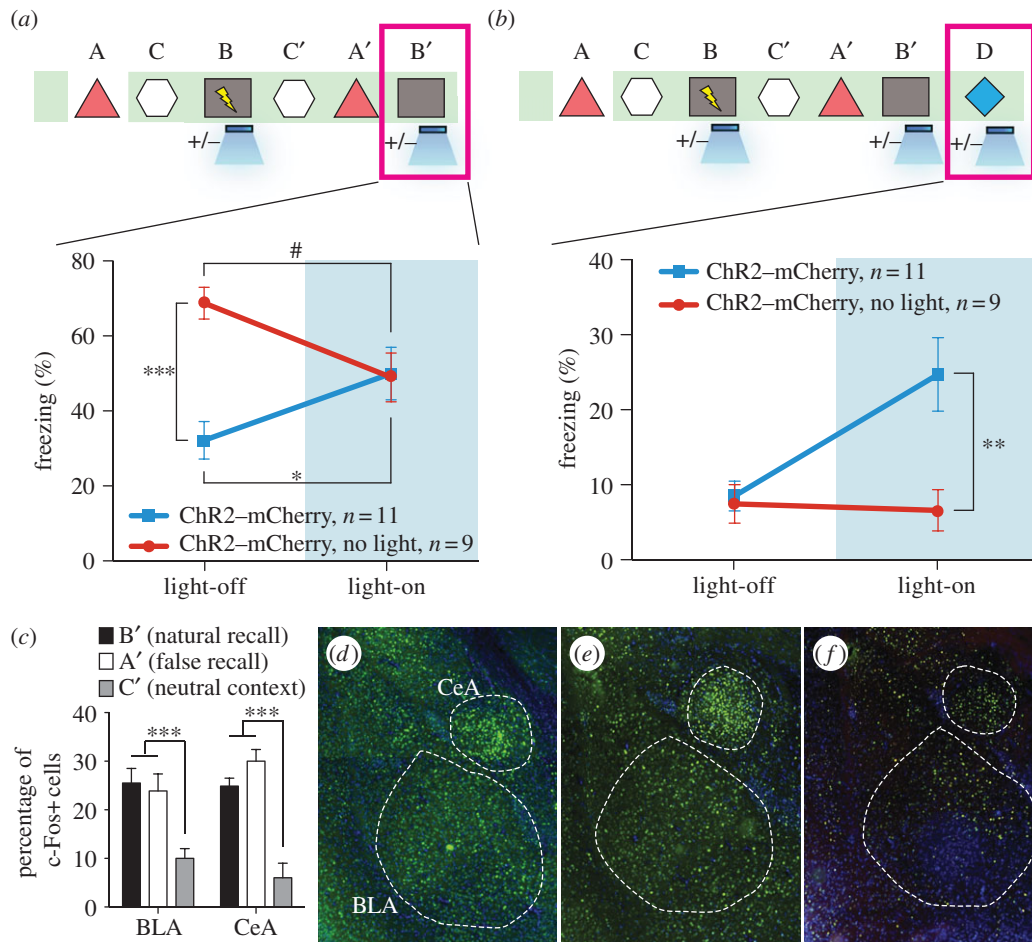 (a)
A C B C′ A′ B′
+/– +/–
80
60
40
20
0
freezing (%)
#
***
*
ChR2–mCherry, n = 11
ChR2–mCherry, no light, n = 9
light-off light-on
(b)
A C B C′ A′ B′ D
+/– +/– +/–
40
30
20
10
0
freezing (%)
ChR2–mCherry, n = 11
ChR2–mCherry, no light, n = 9
**
light-off light-on
(c)
B′ (natural recall)
A′ (false recall)
C′ (neutral context)
40
30
20
10
0
percentage of
c-Fos+ cells
*** ***
BLA CeA
(d)
CeA
BLA
(e)
(f)